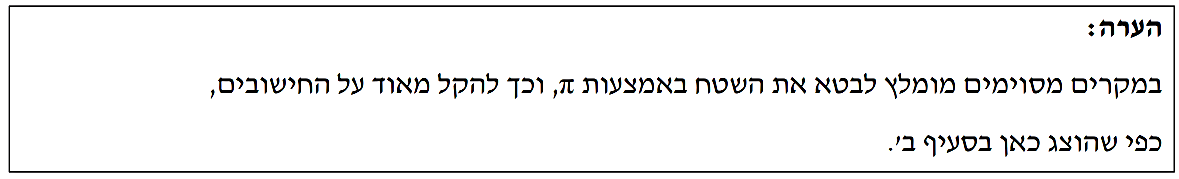 הערה:
במקרים מסוימים מומלץ לבטא את השטח באמצעות π, וכך להקל מאוד על החישובים,
כפי שהוצג כאן בסעיף ב'.